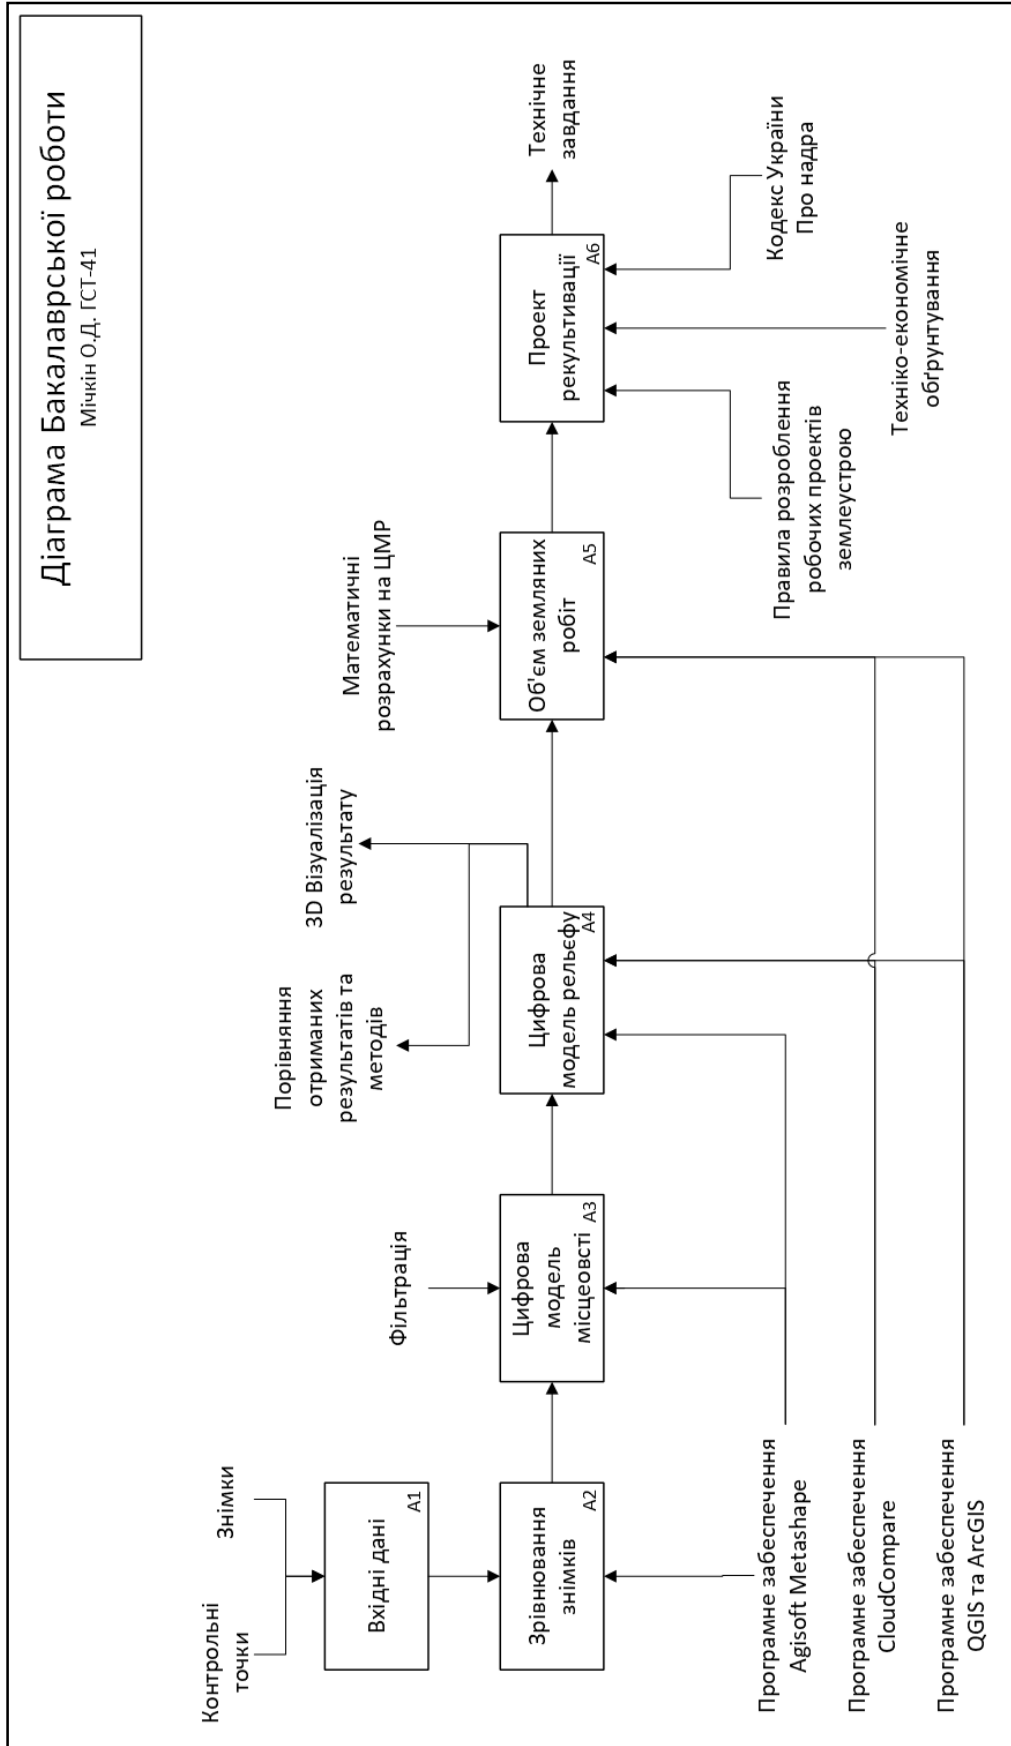 Діаграма Бакалаврської роботи
Мічкін О.Д. ГСТ-41
Контрольні
точки
Знімки
Вхідні дані
A1
Зрівнювання
знімків
A2
Фільтрація
Цифрова
модель
місцеовсті
A3
Порівняння
отриманих
результатів та
методів
3D Візуалізація
результату
Цифрова
модель рельєфу
A4
Математичні
розрахунки на ЦМР
Об'єм земляних
робіт
A5
Проект
рекультивації
A6
Технічне
завдання
Програмне забеспечення
Agisoft Metashape
Програмне забеспечення
CloudCompare
Програмне забеспечення
QGIS та ArcGIS
Правила розроблення
робочих проектів
землеустрою
Техніко-економічне
обґрунтування
Кодекс України
Про надра